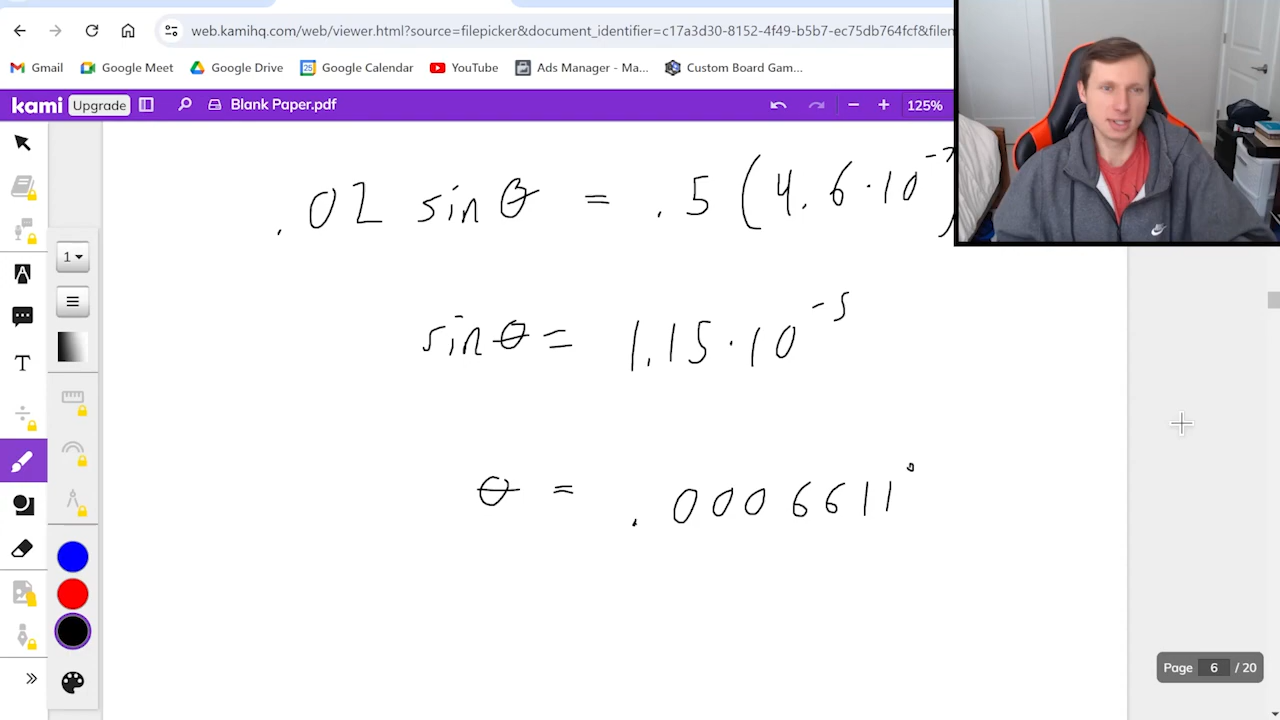 web.kamihq.com/web/viewer.html?source=filepicker&document_identifier=c17a3d30-8152-4f49-b5b7-ec75db764fcf&filen
Gmail Google Meet Google Drive Google Calendar YouTube Ads Manager - Ma... Custom Board Gam...
kami Upgrade Blank Paper.pdf 125%
.02 sin θ = .5 (4.6·10⁻⁷)
1
sin θ = 1.15·10⁻⁵
T
θ = .0006611°
Page 6 / 20